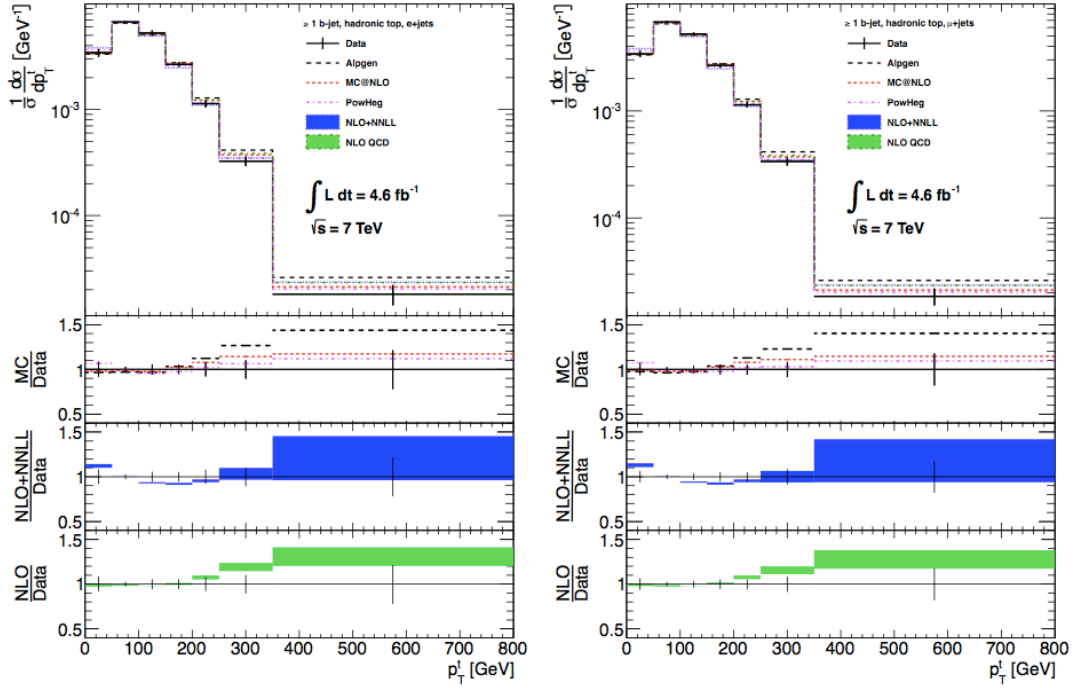 1/σ dσ/dp_T^t [GeV⁻¹]
10⁻³
10⁻⁴
≥ 1 b-jet, hadronic top, e+jets
Data
Alpgen
MC@NLO
PowHeg
NLO+NNLL
NLO QCD
∫ L dt = 4.6 fb⁻¹
√s = 7 TeV
MC/Data
1.5
1
0.5
NLO+NNLL/Data
1.5
1
0.5
NLO/Data
1.5
1
0.5
0 100 200 300 400 500 600 700 800
p_T^t [GeV]
1/σ dσ/dp_T^t [GeV⁻¹]
10⁻³
10⁻⁴
≥ 1 b-jet, hadronic top, μ+jets
Data
Alpgen
MC@NLO
PowHeg
NLO+NNLL
NLO QCD
∫ L dt = 4.6 fb⁻¹
√s = 7 TeV
MC/Data
1.5
1
0.5
NLO+NNLL/Data
1.5
1
0.5
NLO/Data
1.5
1
0.5
0 100 200 300 400 500 600 700 800
p_T^t [GeV]